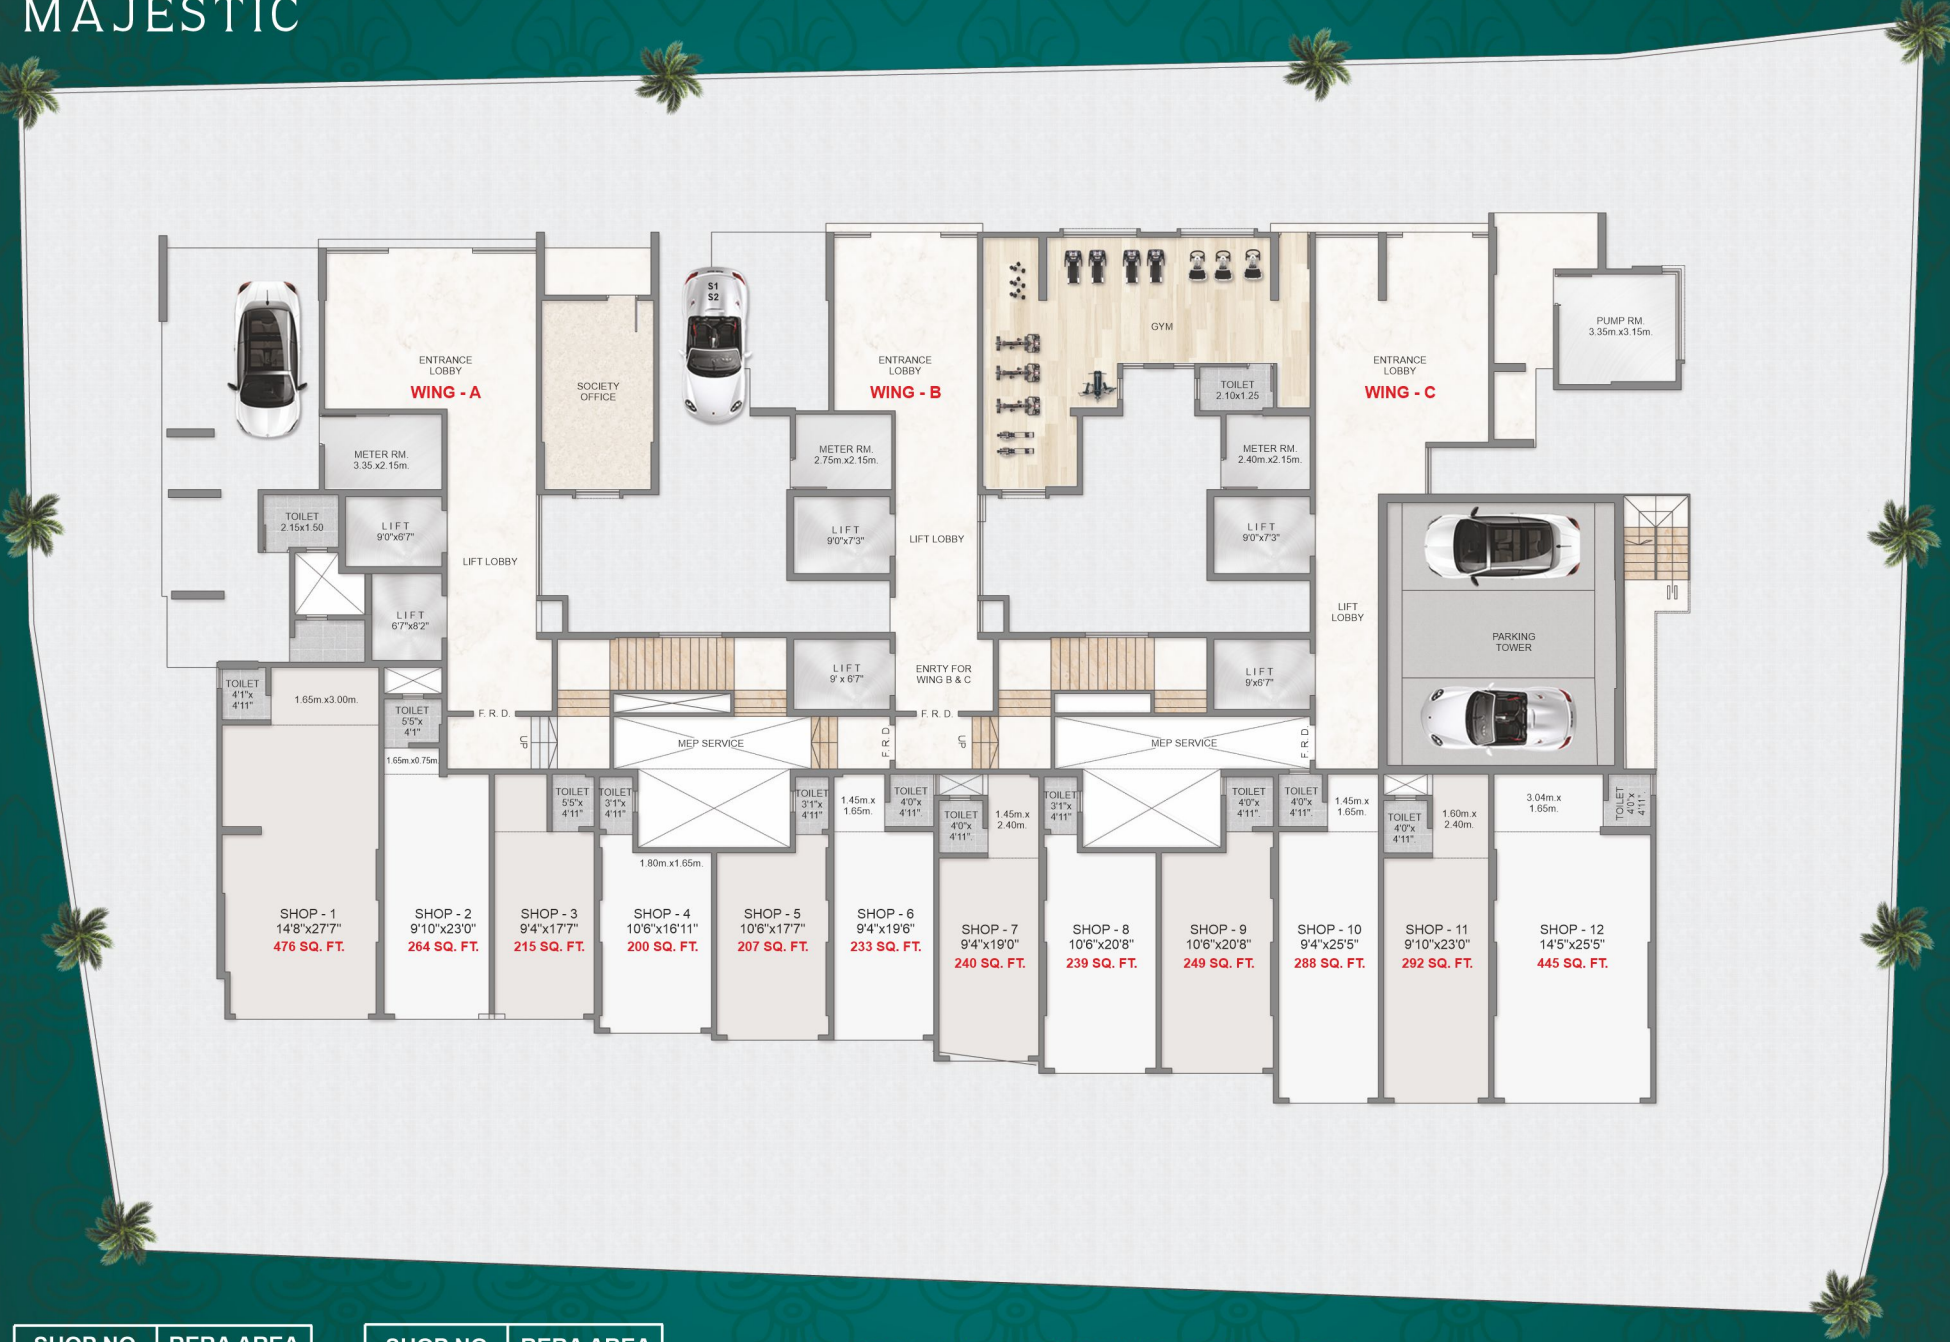 MAJESTIC
S1
S2
ENTRANCE
LOBBY
WING - A
SOCIETY
OFFICE
ENTRANCE
LOBBY
WING - B
GYM
TOILET
2.10x1.25
ENTRANCE
LOBBY
WING - C
PUMP RM.
3.35m.x3.15m.
METER RM.
3.35.x2.15m.
METER RM.
2.75m.x2.15m.
METER RM.
2.40m.x2.15m.
TOILET
2.15x1.50
LIFT
9'0"x6'7"
LIFT LOBBY
LIFT
9'0"x7'3"
LIFT LOBBY
LIFT
9'0"x7'3"
LIFT
6'7"x8'2"
LIFT
LOBBY
PARKING
TOWER
LIFT
9' x 6'7"
ENRTY FOR
WING B & C
LIFT
9'x6'7"
TOILET
4'1"x
4'11"
1.65m.x3.00m.
TOILET
5'5"x
4'1"
1.65m.x0.75m.
F. R. D.
UP
MEP SERVICE
F. R. D
F. R. D.
UP
MEP SERVICE
F. R. D
TOILET
5'5"x
4'11"
TOILET
3'1"x
4'11"
TOILET
3'1"x
4'11"
1.45m.x
1.65m.
TOILET
4'0"x
4'11".
TOILET
4'0"x
4'11".
1.45m.x
2.40m.
TOILET
3'1"x
4'11"
TOILET
4'0"x
4'11".
TOILET
4'0"x
4'11".
1.45m.x
1.65m.
TOILET
4'0"x
4'11".
1.60m.x
2.40m.
3.04m.x
1.65m.
TOILET
4'0"x
4'11"
1.80m.x1.65m.
SHOP - 1
14'8"x27'7"
476 SQ. FT.
SHOP - 2
9'10"x23'0"
264 SQ. FT.
SHOP - 3
9'4"x17'7"
215 SQ. FT.
SHOP - 4
10'6"x16'11"
200 SQ. FT.
SHOP - 5
10'6"x17'7"
207 SQ. FT.
SHOP - 6
9'4"x19'6"
233 SQ. FT.
SHOP - 7
9'4"x19'0"
240 SQ. FT.
SHOP - 8
10'6"x20'8"
239 SQ. FT.
SHOP - 9
10'6"x20'8"
249 SQ. FT.
SHOP - 10
9'4"x25'5"
288 SQ. FT.
SHOP - 11
9'10"x23'0"
292 SQ. FT.
SHOP - 12
14'5"x25'5"
445 SQ. FT.
SHOP NO
RERA AREA
SHOP NO
RERA AREA